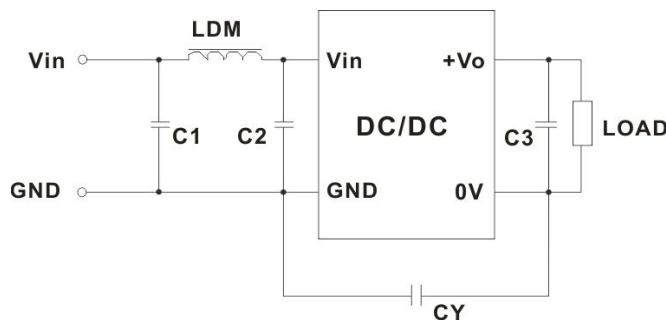 LDM
Vin
Vin
+Vo
C1
C2
DC/DC
C3
LOAD
GND
GND
0V
CY